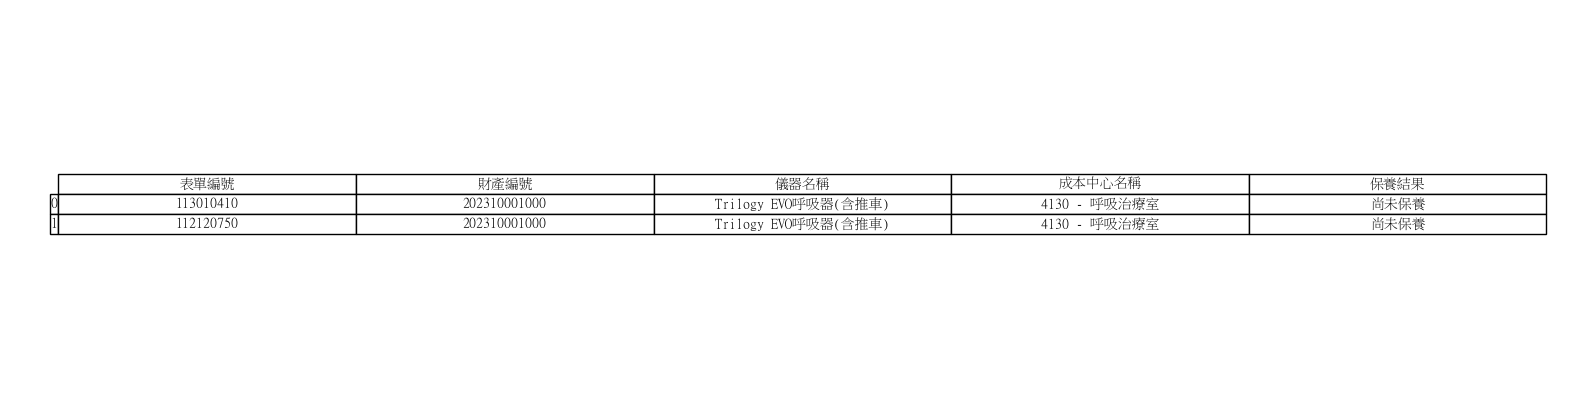 表單編號 財產編號 儀器名稱 成本中心名稱 保養結果
0 113010410 202310001000 Trilogy EVO呼吸器(含推車) 4130 - 呼吸治療室 尚未保養
1 112120750 202310001000 Trilogy EVO呼吸器(含推車) 4130 - 呼吸治療室 尚未保養